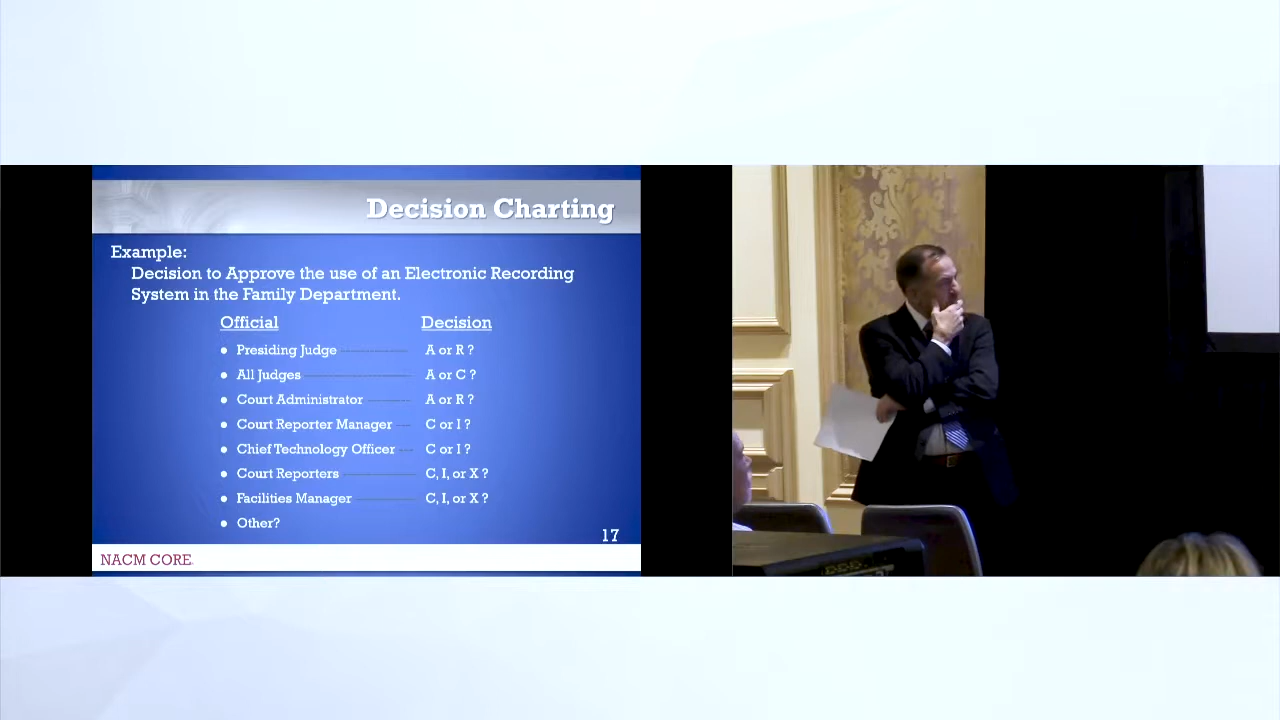 Decision Charting
Example:
Decision to Approve the use of an Electronic Recording
System in the Family Department.
Official Decision
• Presiding Judge A or R ?
• All Judges A or C ?
• Court Administrator A or R ?
• Court Reporter Manager C or I ?
• Chief Technology Officer C or I ?
• Court Reporters C, I, or X ?
• Facilities Manager C, I, or X ?
• Other?
17
NACM CORE